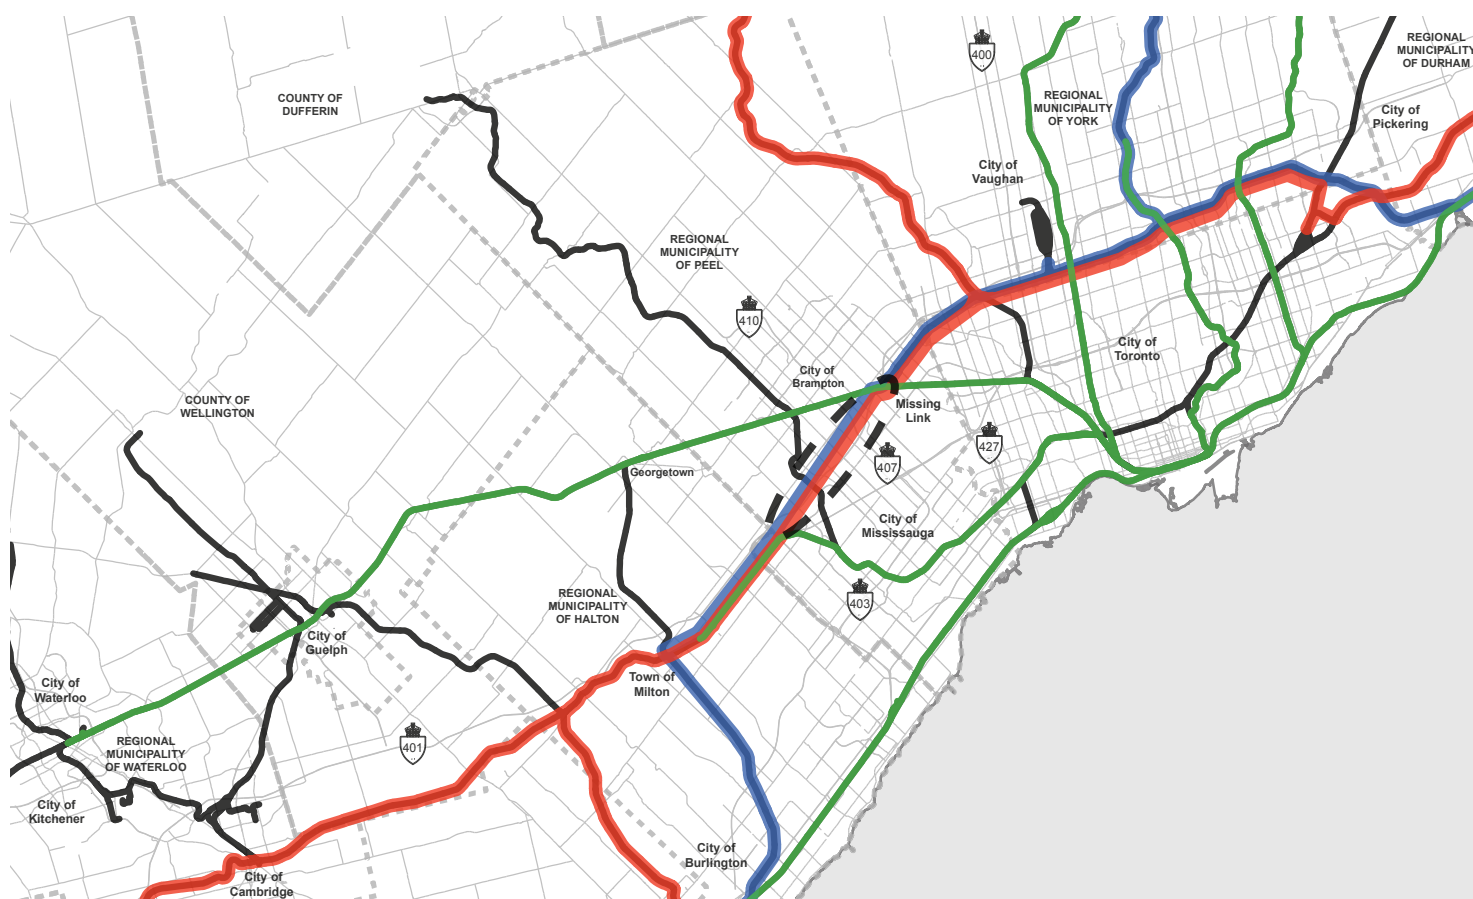 REGIONAL
MUNICIPALITY
OF DURHAM
400
COUNTY OF
DUFFERIN
REGIONAL
MUNICIPALITY
OF YORK
City of
Pickering
City of
Vaughan
REGIONAL
MUNICIPALITY
OF PEEL
410
City of
Toronto
City of
Brampton
COUNTY OF
WELLINGTON
Missing
Link
427
407
Georgetown
City of
Mississauga
403
REGIONAL
MUNICIPALITY
OF HALTON
City of
Guelph
City of
Waterloo
Town of
Milton
401
REGIONAL
MUNICIPALITY
OF WATERLOO
City of
Kitchener
City of
Burlington
City of
Cambridge